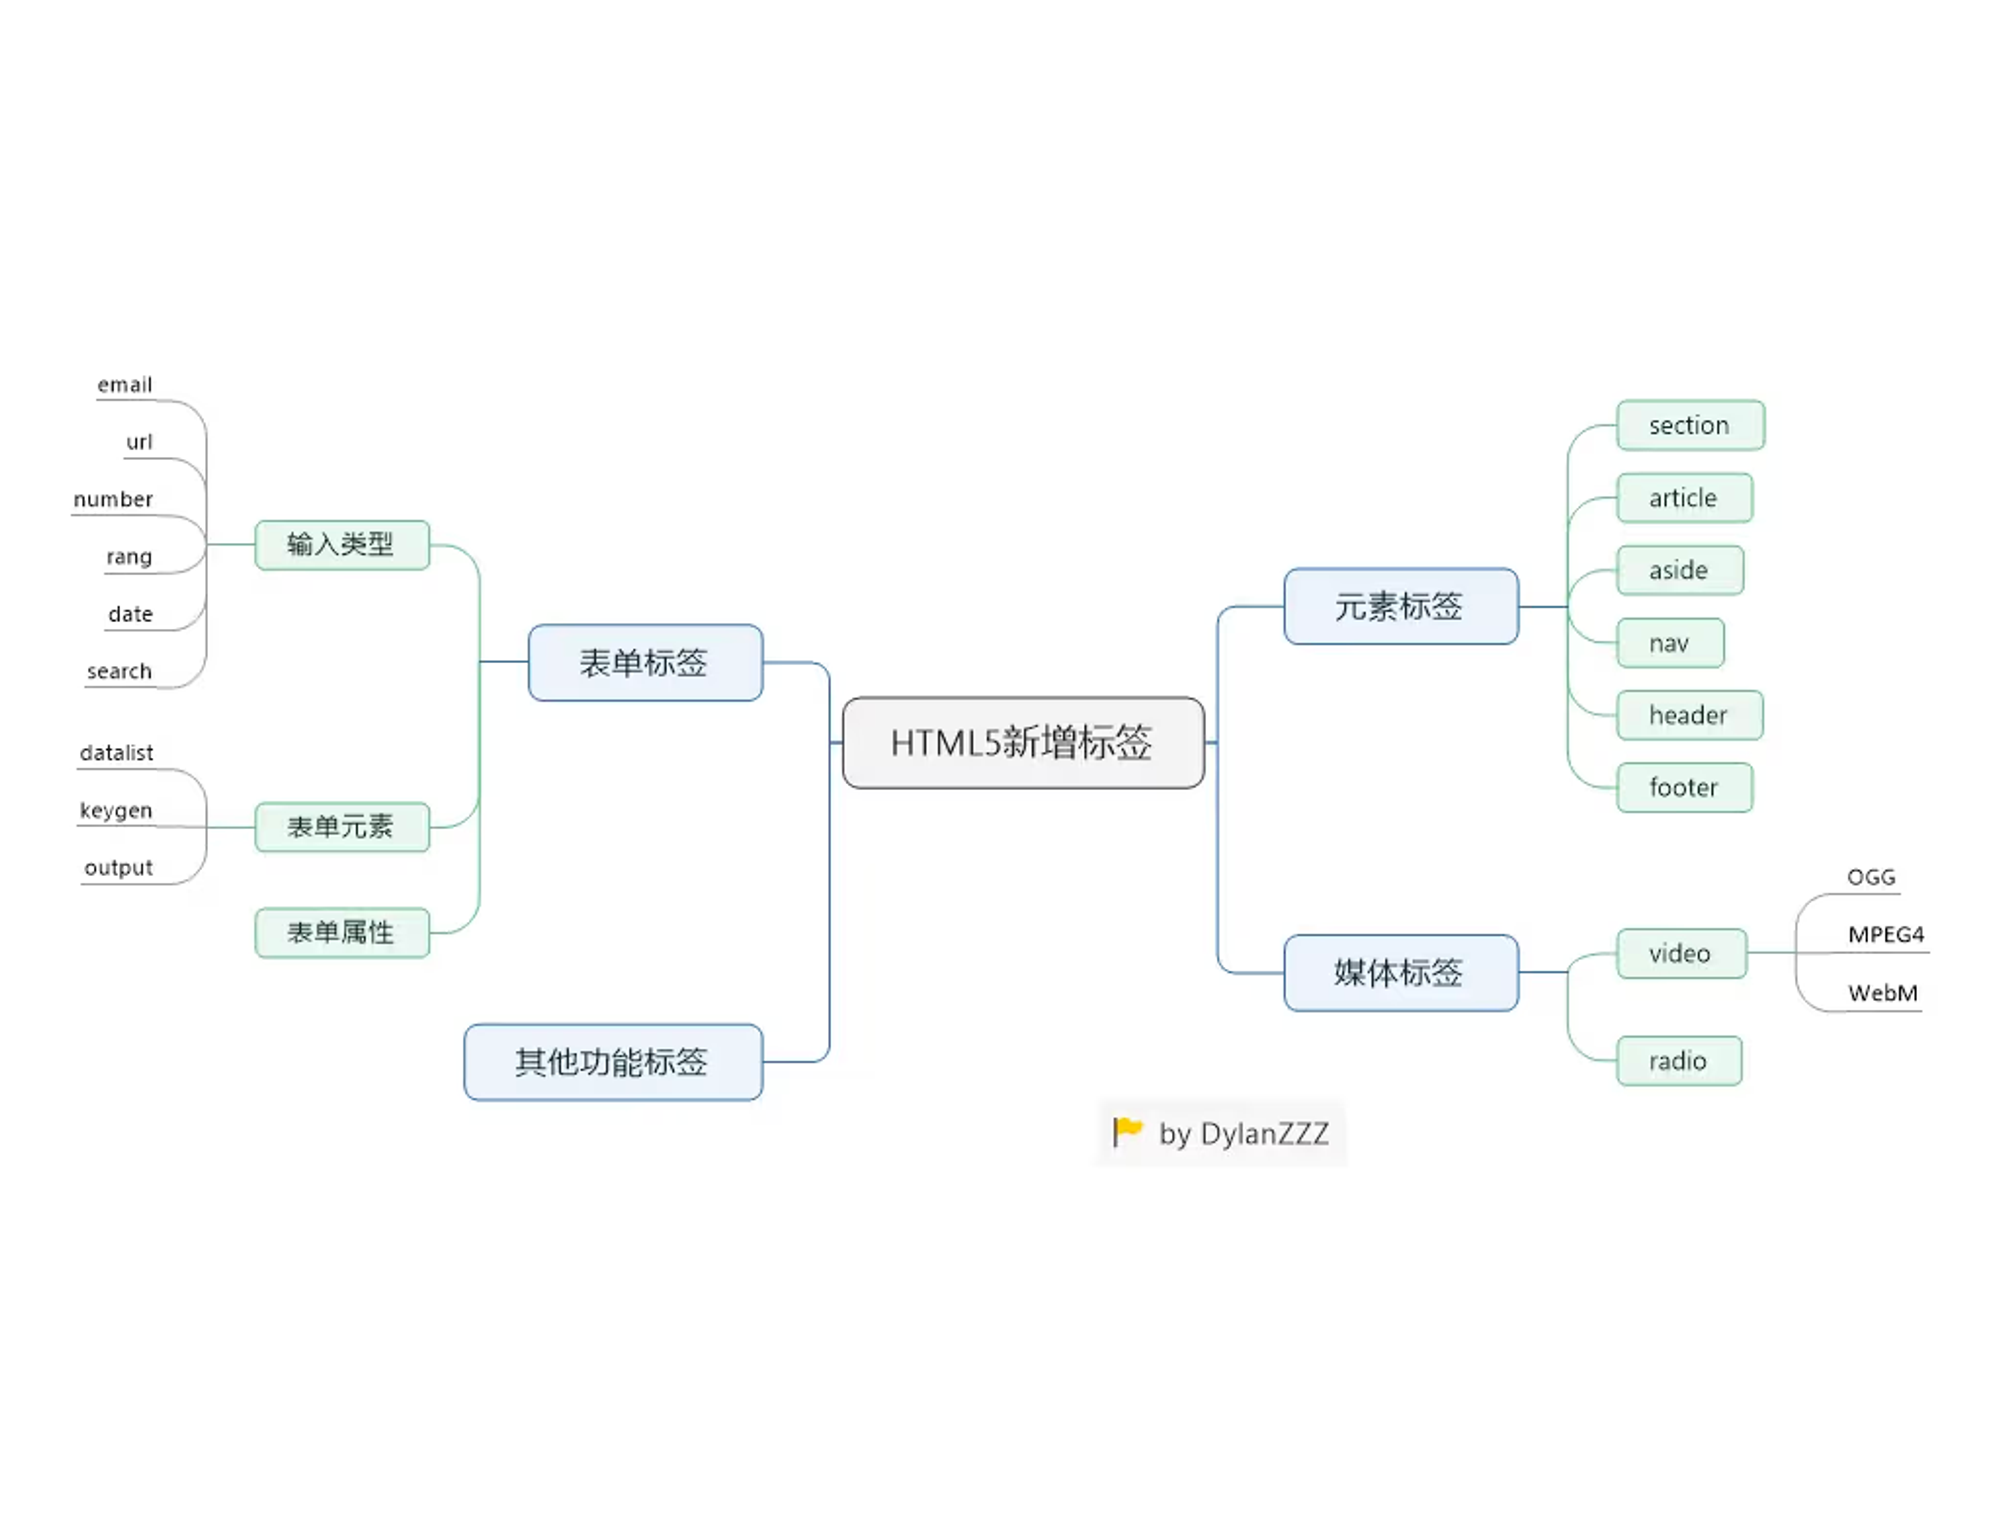 HTML5新增标签
元素标签
section
article
aside
nav
header
footer
媒体标签
video
OGG
MPEG4
WebM
radio
表单标签
输入类型
email
url
number
rang
date
search
表单元素
datalist
keygen
output
表单属性
其他功能标签
by DylanZZZ